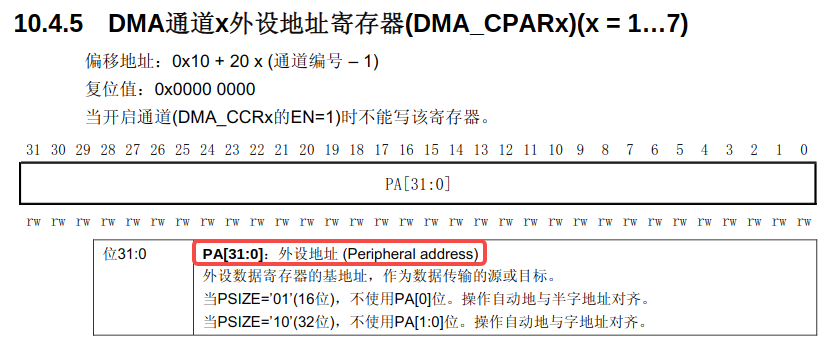 10.4.5 DMA通道x外设地址寄存器(DMA_CPARx)(x = 1…7)
偏移地址：0x10 + 20 x (通道编号 – 1)
复位值：0x0000 0000
当开启通道(DMA_CCRx的EN=1)时不能写该寄存器。
31 30 29 28 27 26 25 24 23 22 21 20 19 18 17 16 15 14 13 12 11 10 9 8 7 6 5 4 3 2 1 0
PA[31:0]
rw rw rw rw rw rw rw rw rw rw rw rw rw rw rw rw rw rw rw rw rw rw rw rw rw rw rw rw rw rw rw rw
位31:0 PA[31:0]：外设地址 (Peripheral address)
外设数据寄存器的基地址，作为数据传输的源或目标。
当PSIZE='01'(16位)，不使用PA[0]位。操作自动地与半字地址对齐。
当PSIZE='10'(32位)，不使用PA[1:0]位。操作自动地与字地址对齐。